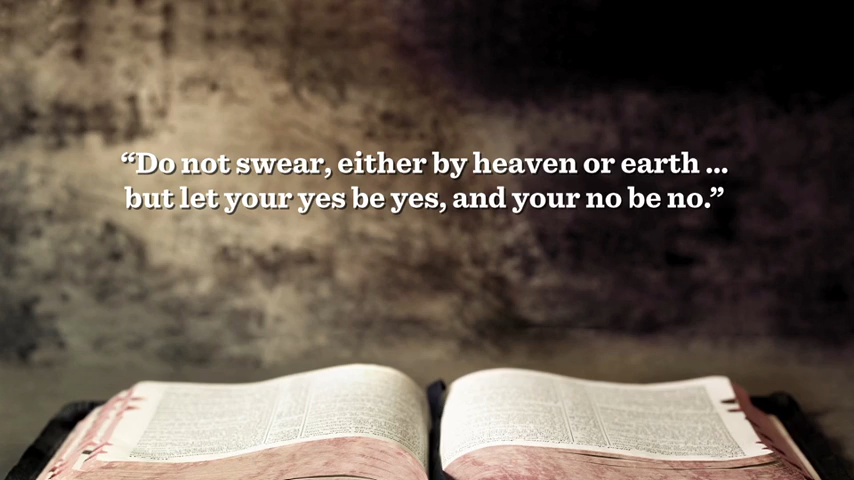 “Do not swear, either by heaven or earth ...
but let your yes be yes, and your no be no.”